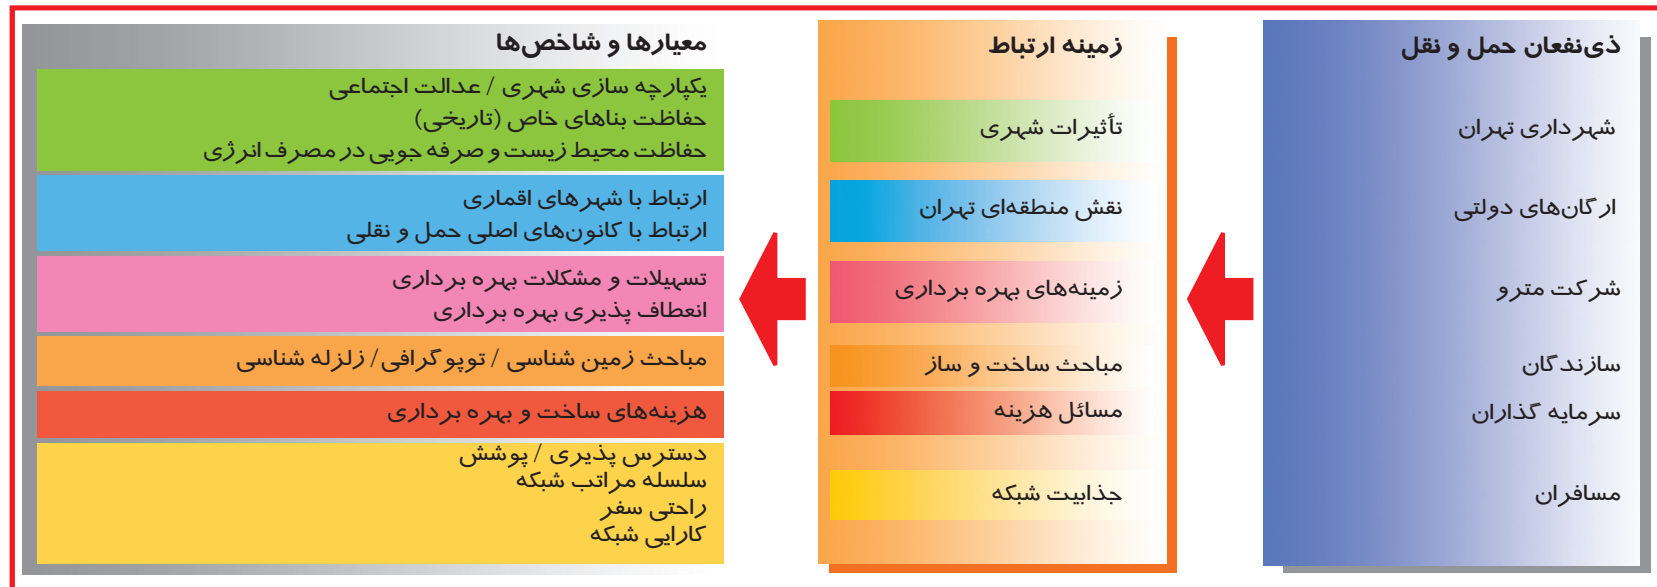 ذی‌نفعان حمل و نقل
شهرداری تهران
ارگان‌های دولتی
شرکت مترو
سازندگان
سرمایه گذاران
مسافران
زمینه ارتباط
تأثیرات شهری
نقش منطقه‌ای تهران
زمینه‌های بهره برداری
مباحث ساخت و ساز
مسائل هزینه
جذابیت شبکه
معیارها و شاخص‌ها
یکپارچه سازی شهری / عدالت اجتماعی
حفاظت بناهای خاص (تاریخی)
حفاظت محیط زیست و صرفه جویی در مصرف انرژی
ارتباط با شهرهای اقماری
ارتباط با کانون‌های اصلی حمل و نقلی
تسهیلات و مشکلات بهره برداری
انعطاف پذیری بهره برداری
مباحث زمین شناسی / توپوگرافی/ زلزله شناسی
هزینه‌های ساخت و بهره برداری
دسترس پذیری / پوشش
سلسله مراتب شبکه
راحتی سفر
کارایی شبکه